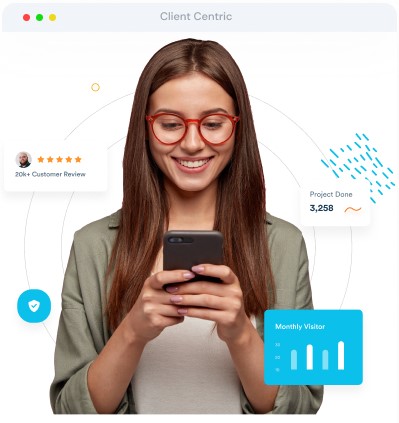 Client Centric
20k+ Customer Review
Project Done
3,258
Monthly Visitor